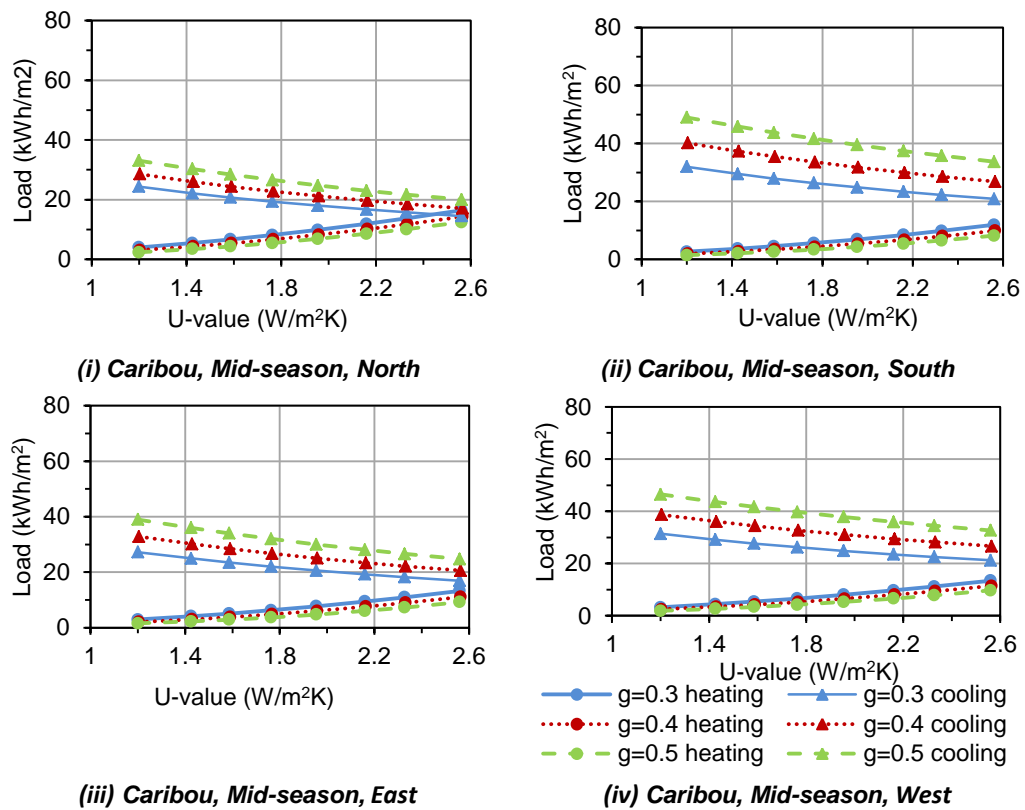 80
60
40
20
0
Load (kWh/m2)
1
1.4
1.8
2.2
2.6
U-value (W/m²K)
(i) Caribou, Mid-season, North
80
60
40
20
0
Load (kWh/m²)
1
1.4
1.8
2.2
2.6
U-value (W/m²K)
(ii) Caribou, Mid-season, South
80
60
40
20
0
Load (kWh/m²)
1
1.4
1.8
2.2
2.6
U-value (W/m²K)
(iii) Caribou, Mid-season, East
80
60
40
20
0
Load (kWh/m²)
1
1.4
1.8
2.2
2.6
U-value (W/m²K)
g=0.3 heating
g=0.3 cooling
g=0.4 heating
g=0.4 cooling
g=0.5 heating
g=0.5 cooling
(iv) Caribou, Mid-season, West